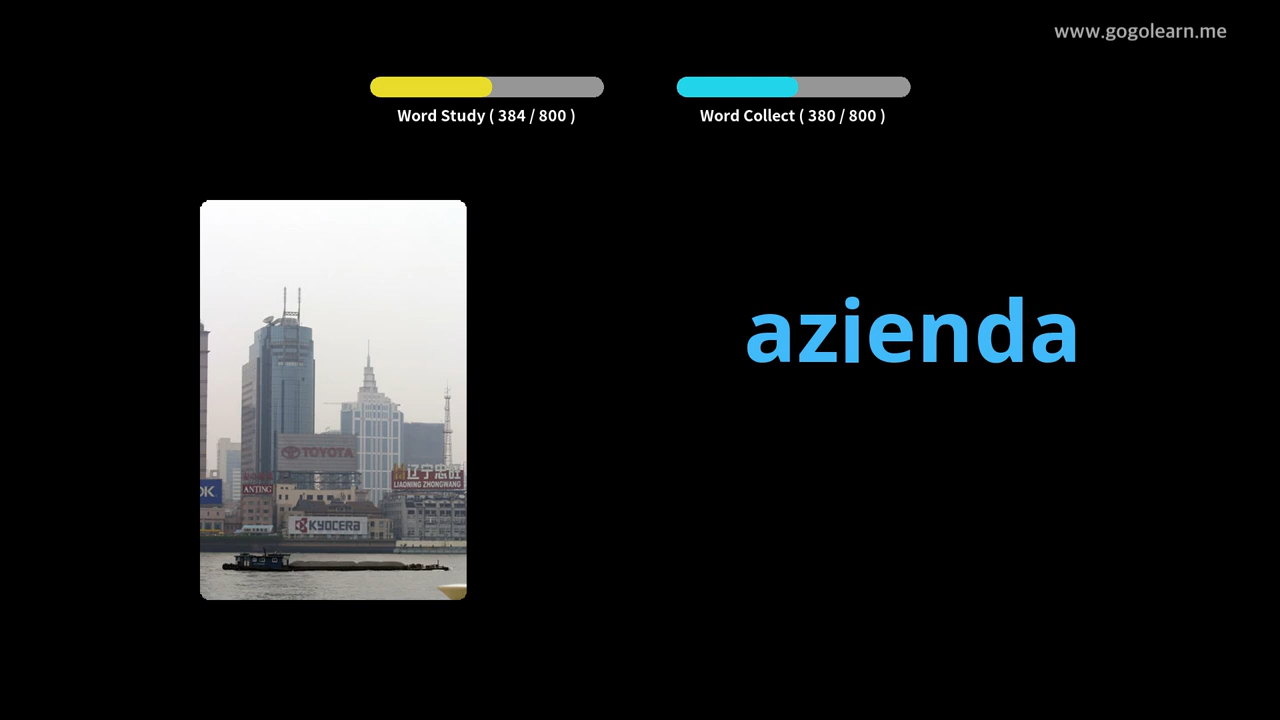 www.gogolearn.me
Word Study ( 384 / 800 )
Word Collect ( 380 / 800 )
azienda
TOYOTA
辽宁忠旺
LIAONING ZHONGWANG
ANTING
OK
KYOCERA